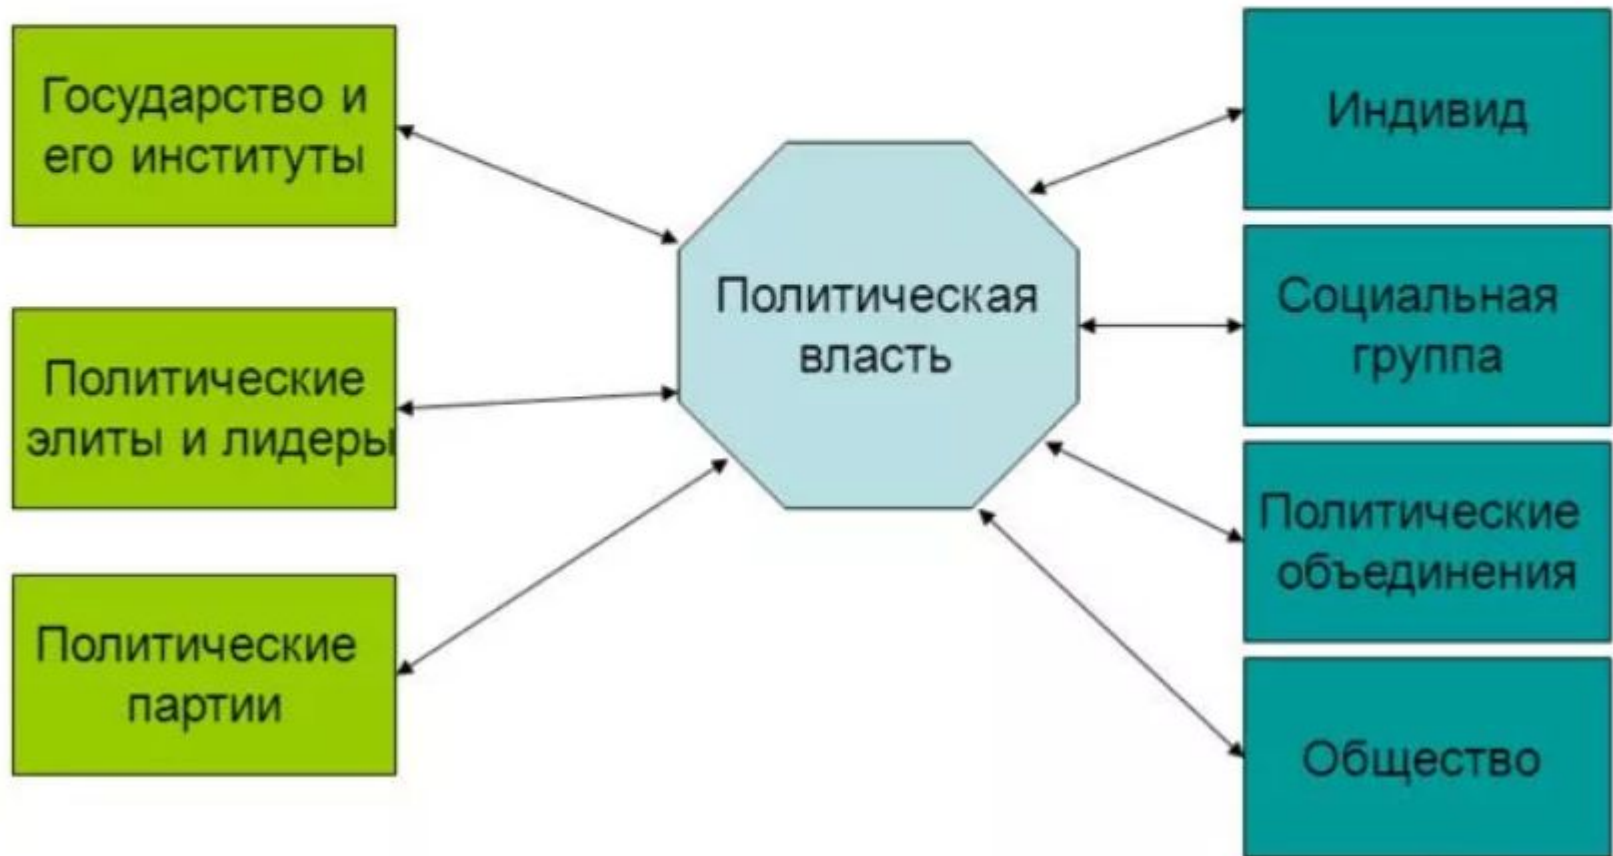 Государство и
его институты
Политические
элиты и лидеры
Политические
партии
Политическая
власть
Индивид
Социальная
группа
Политические
объединения
Общество